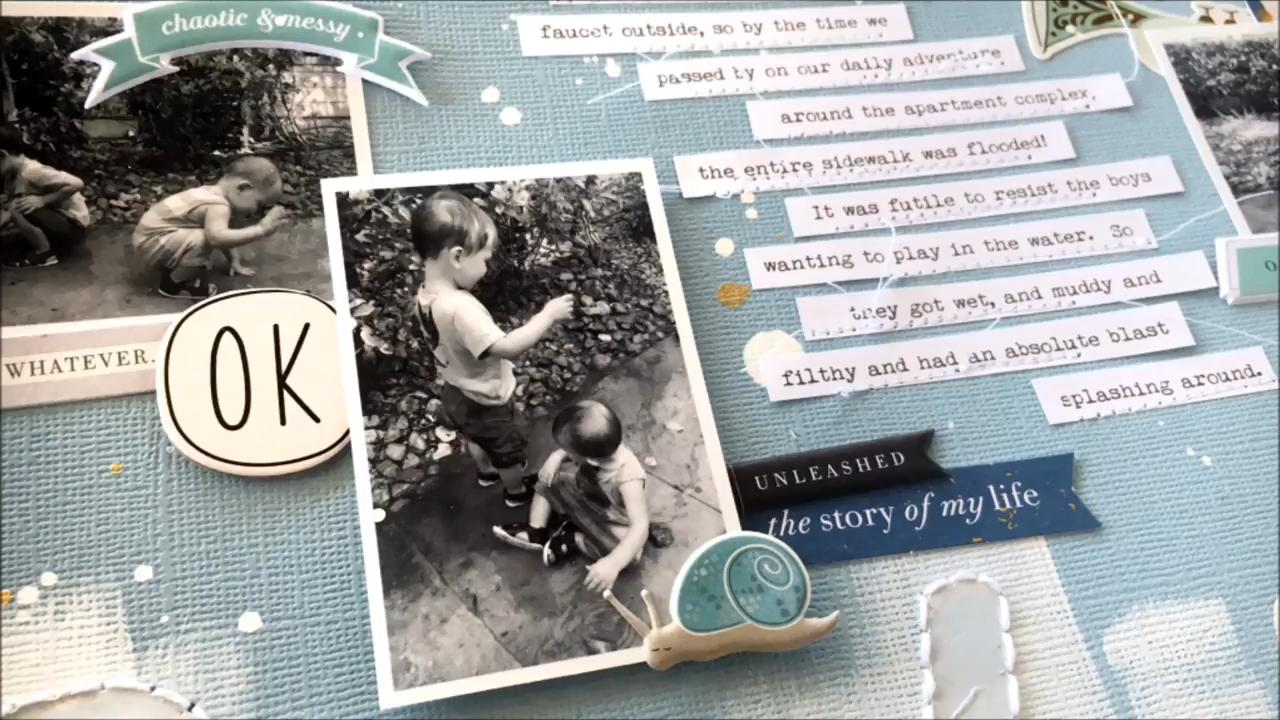 chaotic & messy.
WHATEVER.
OK
faucet outside, so by the time we
passed by on our daily adventure
around the apartment complex,
the entire sidewalk was flooded!
It was futile to resist the boys
wanting to play in the water. So
they got wet, and muddy and
filthy and had an absolute blast
splashing around.
UNLEASHED
the story of my life